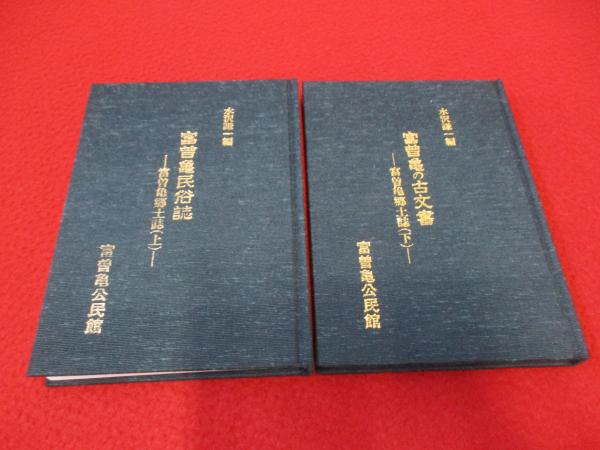 水沢謙一編
富曽亀民俗誌
―富曽亀郷土誌(上)―
富曽亀公民館
水沢謙一編
富曽亀の古文書
―富曽亀郷土誌(下)―
富曽亀公民館